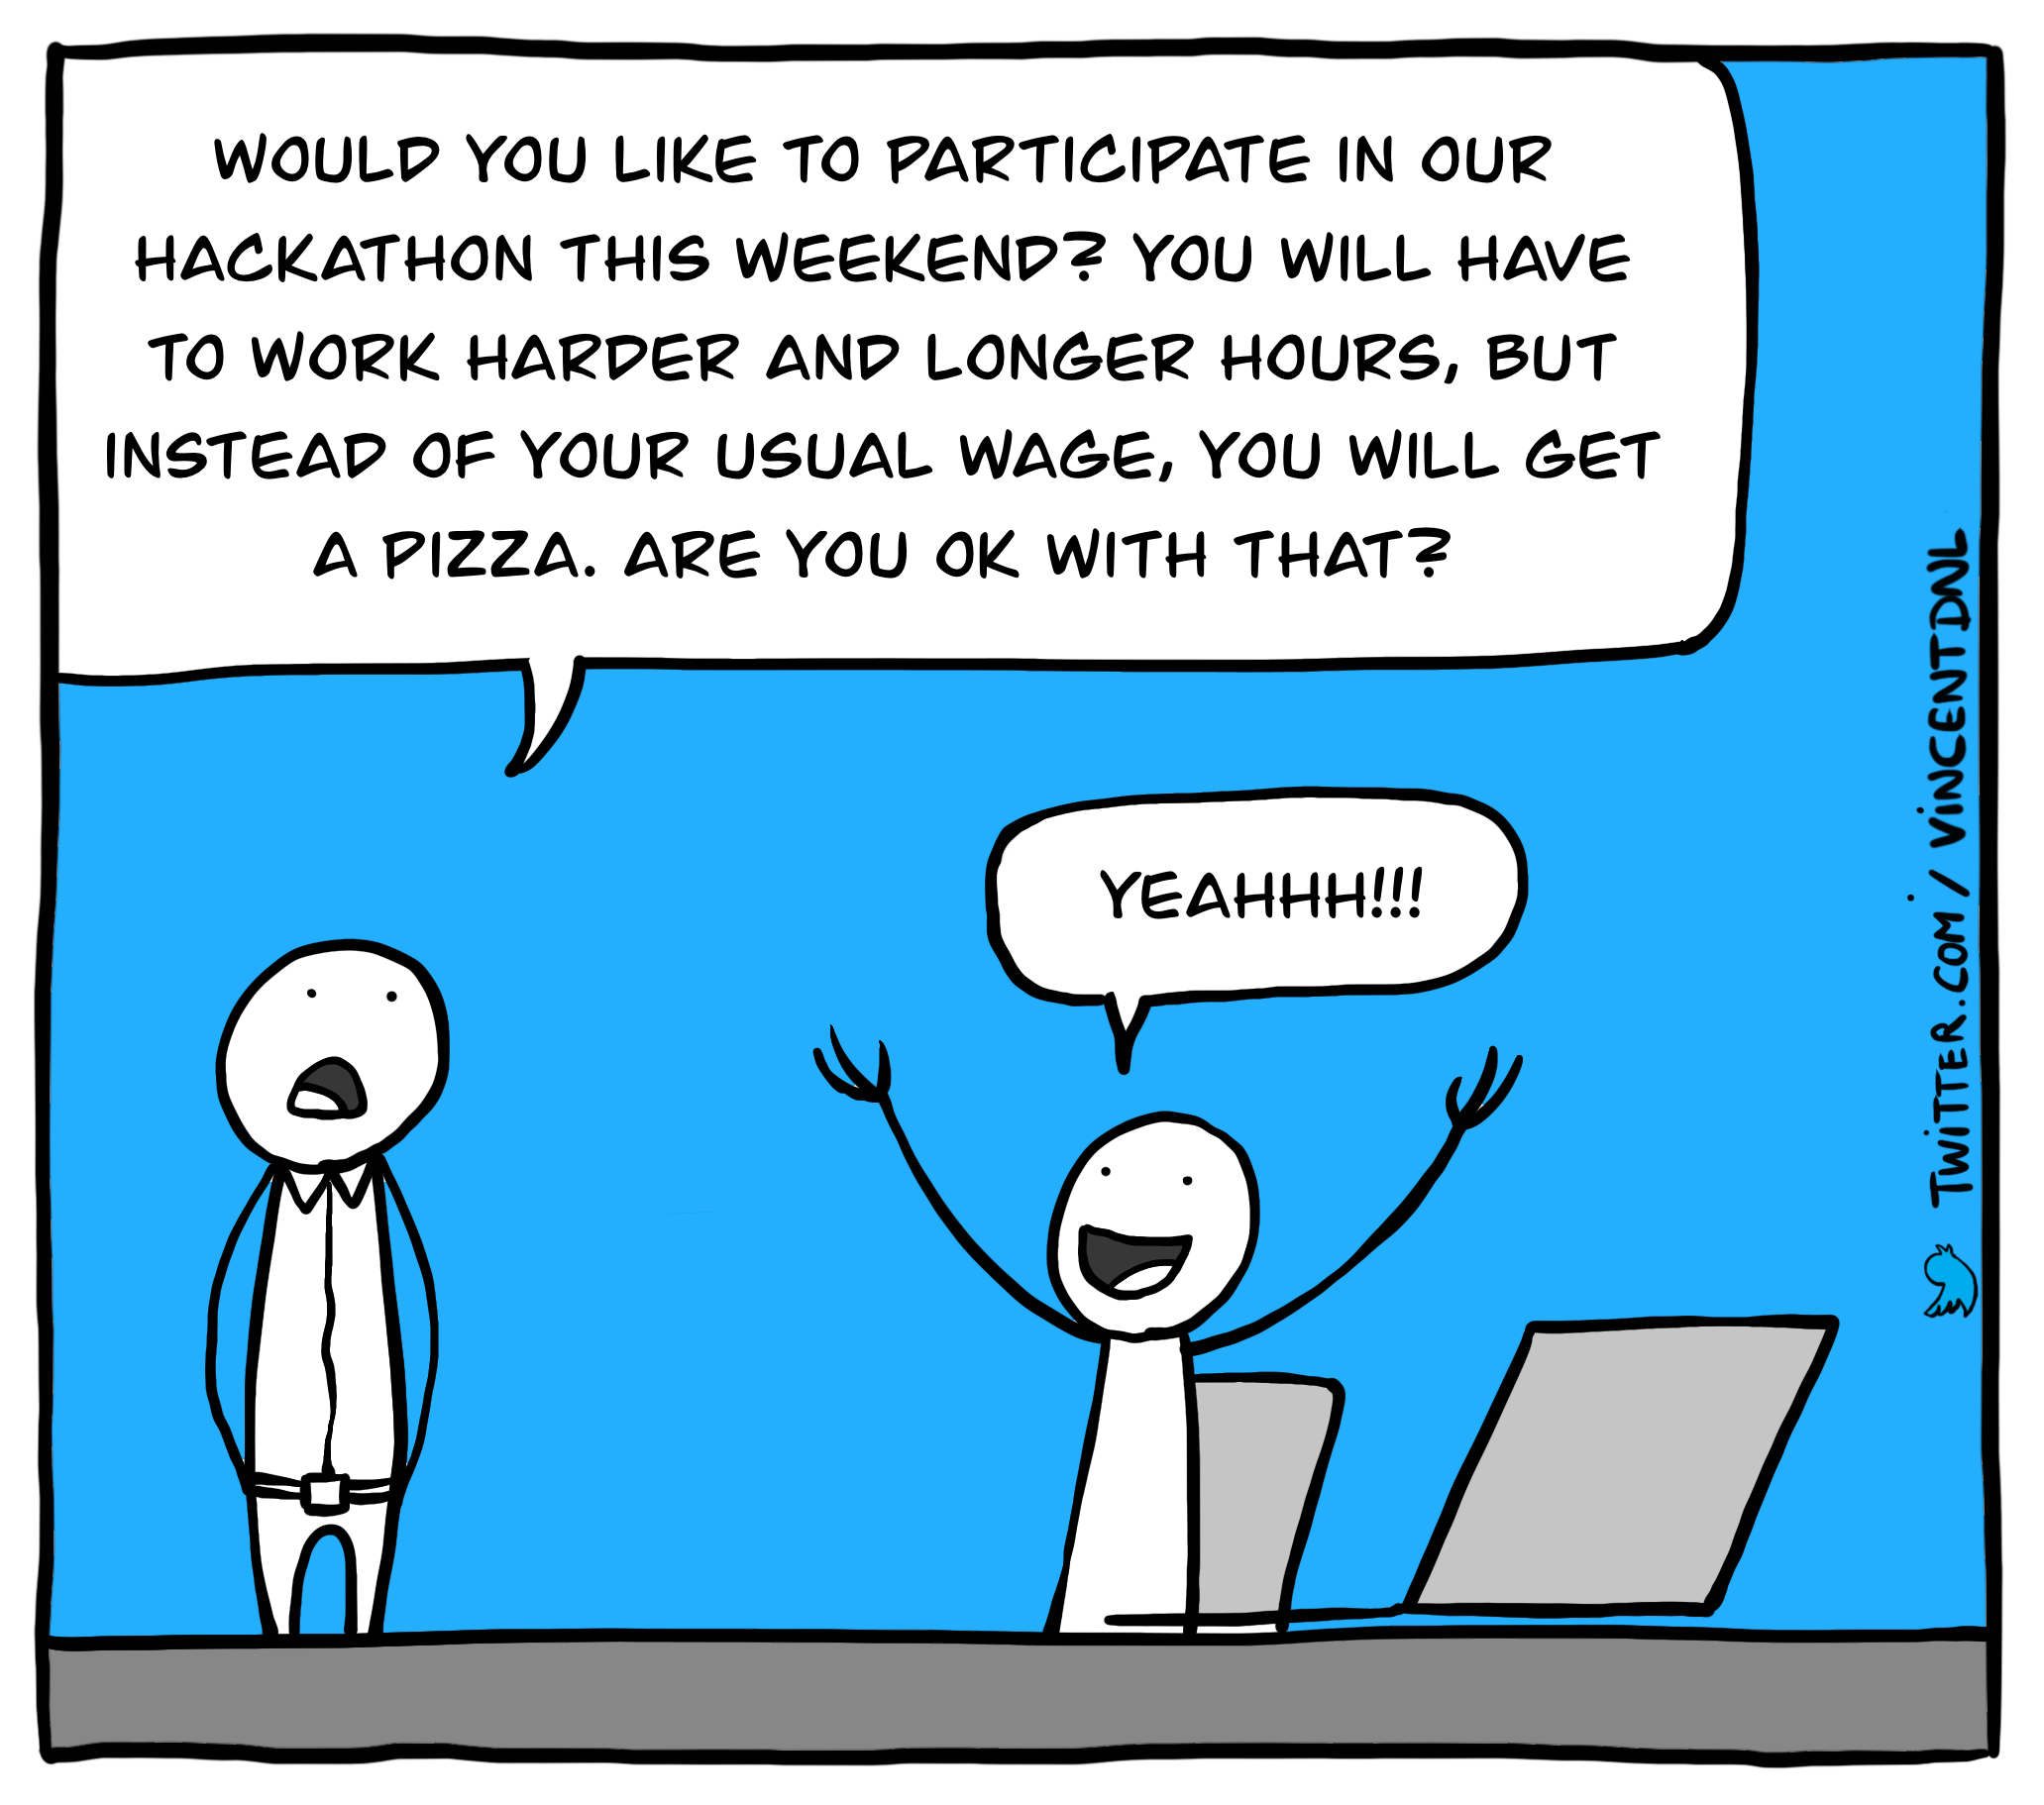 WOULD YOU LIKE TO PARTICIPATE IN OUR
HACKATHON THIS WEEKEND? YOU WILL HAVE
TO WORK HARDER AND LONGER HOURS, BUT
INSTEAD OF YOUR USUAL WAGE, YOU WILL GET
A PIZZA. ARE YOU OK WITH THAT?
YEAHHH!!!
TWITTER.COM/VINCENTDNL